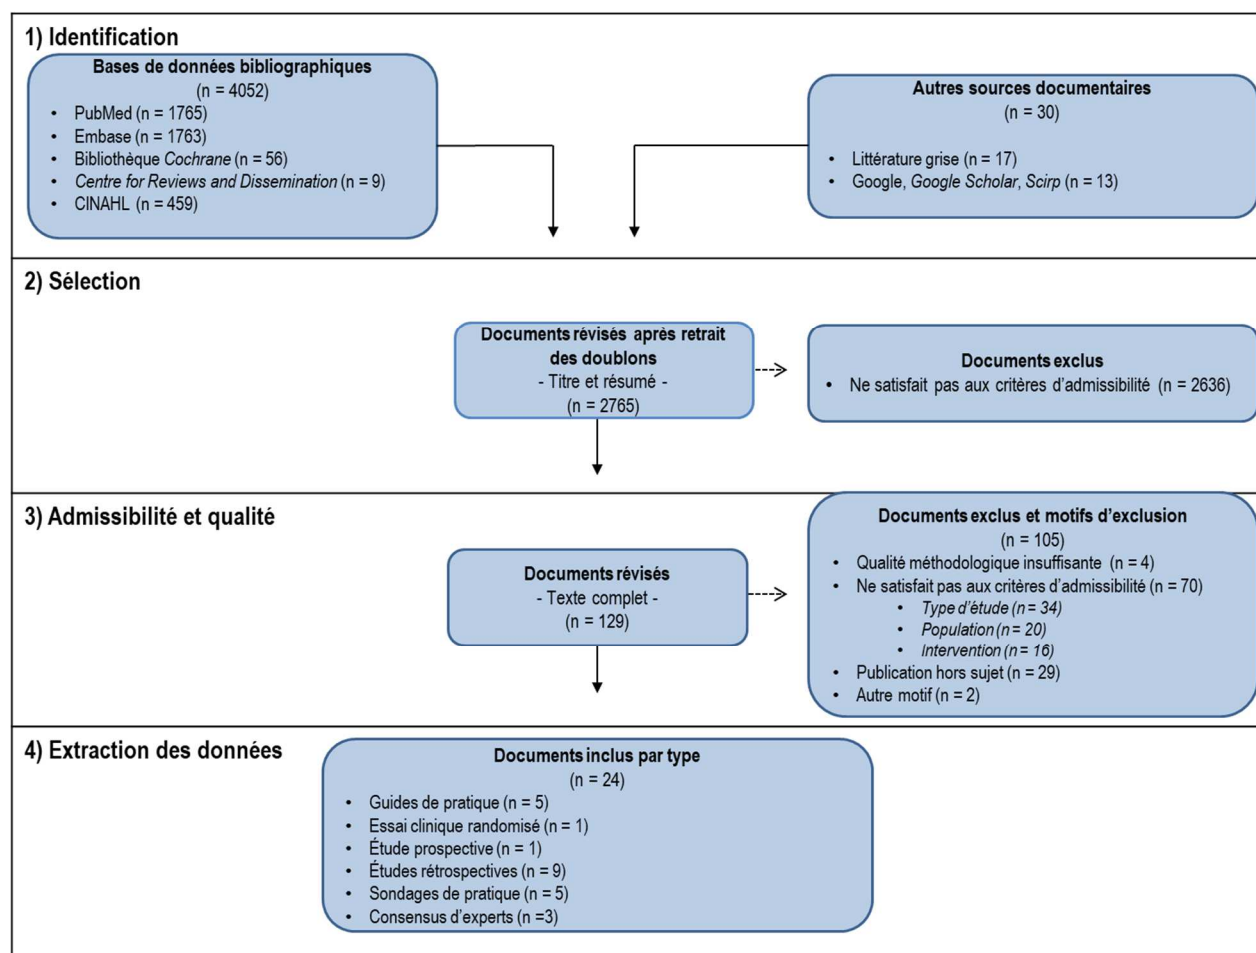 1) Identification
Bases de données bibliographiques
(n = 4052)
• PubMed (n = 1765)
• Embase (n = 1763)
• Bibliothèque Cochrane (n = 56)
• Centre for Reviews and Dissemination (n = 9)
• CINAHL (n = 459)
Autres sources documentaires
(n = 30)
• Littérature grise (n = 17)
• Google, Google Scholar, Scirp (n = 13)
2) Sélection
Documents révisés après retrait
des doublons
- Titre et résumé -
(n = 2765)
Documents exclus
• Ne satisfait pas aux critères d’admissibilité (n = 2636)
3) Admissibilité et qualité
Documents révisés
- Texte complet -
(n = 129)
Documents exclus et motifs d’exclusion
(n = 105)
• Qualité méthodologique insuffisante (n = 4)
• Ne satisfait pas aux critères d’admissibilité (n = 70)
• Type d’étude (n = 34)
• Population (n = 20)
• Intervention (n = 16)
• Publication hors sujet (n = 29)
• Autre motif (n = 2)
4) Extraction des données
Documents inclus par type
(n = 24)
• Guides de pratique (n = 5)
• Essai clinique randomisé (n = 1)
• Étude prospective (n = 1)
• Études rétrospectives (n = 9)
• Sondages de pratique (n = 5)
• Consensus d’experts (n =3)